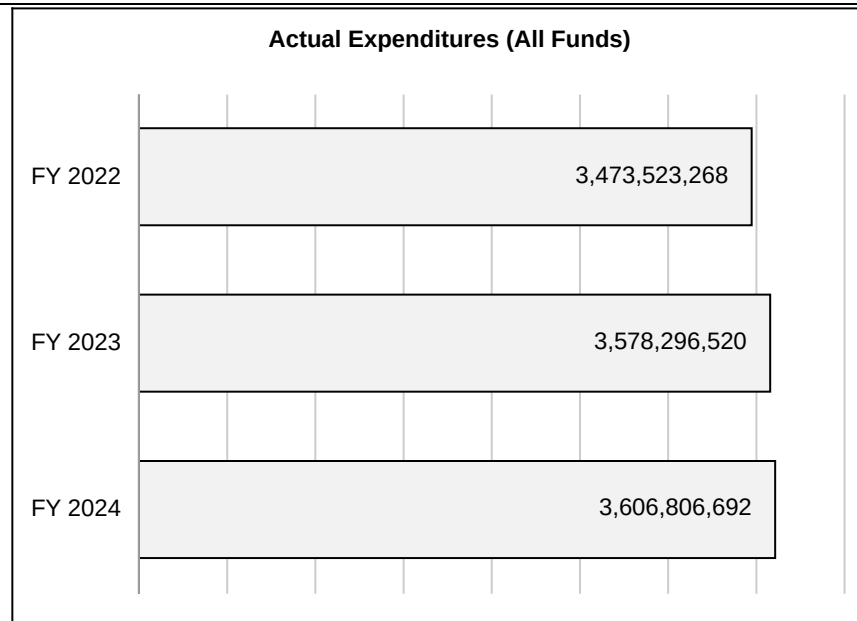 Actual Expenditures (All Funds)
FY 2022
3,473,523,268
FY 2023
3,578,296,520
FY 2024
3,606,806,692